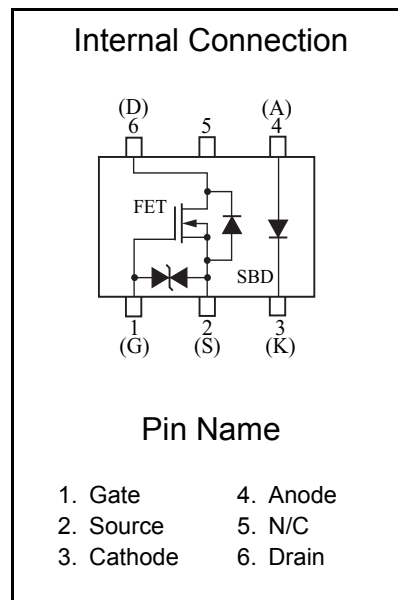 Internal Connection
(D) (A)
6 5 4
FET
SBD
1 2 3
(G) (S) (K)
Pin Name
1. Gate
2. Source
3. Cathode
4. Anode
5. N/C
6. Drain